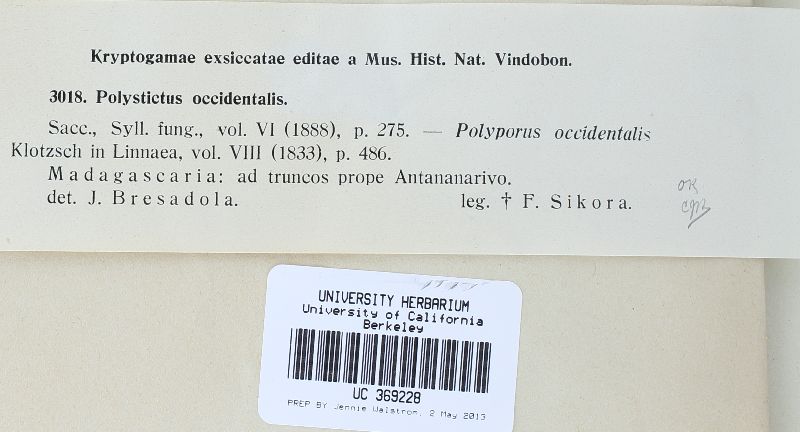 Kryptogamae exsiccatae editae a Mus. Hist. Nat. Vindobon.
3018. Polystictus occidentalis.
Sacc., Syll. fung., vol. VI (1888), p. 275. — Polyporus occidentalis
Klotzsch in Linnaea, vol. VIII (1833), p. 486.
Madagascaria: ad truncos prope Antananarivo.
det. J. Bresadola. leg. † F. Sikora.
OK
UNIVERSITY HERBARIUM
University of California
Berkeley
UC 369228
PREP BY Jennie Walstrom, 2 May 2013